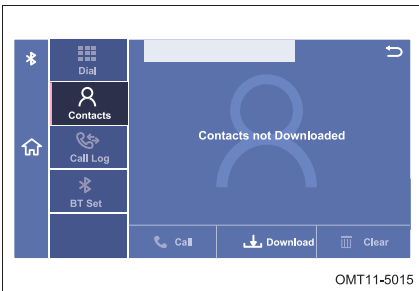 Dial
Contacts
Contacts not Downloaded
Call Log
BT Set
Call
Download
Clear
OMT11-5015